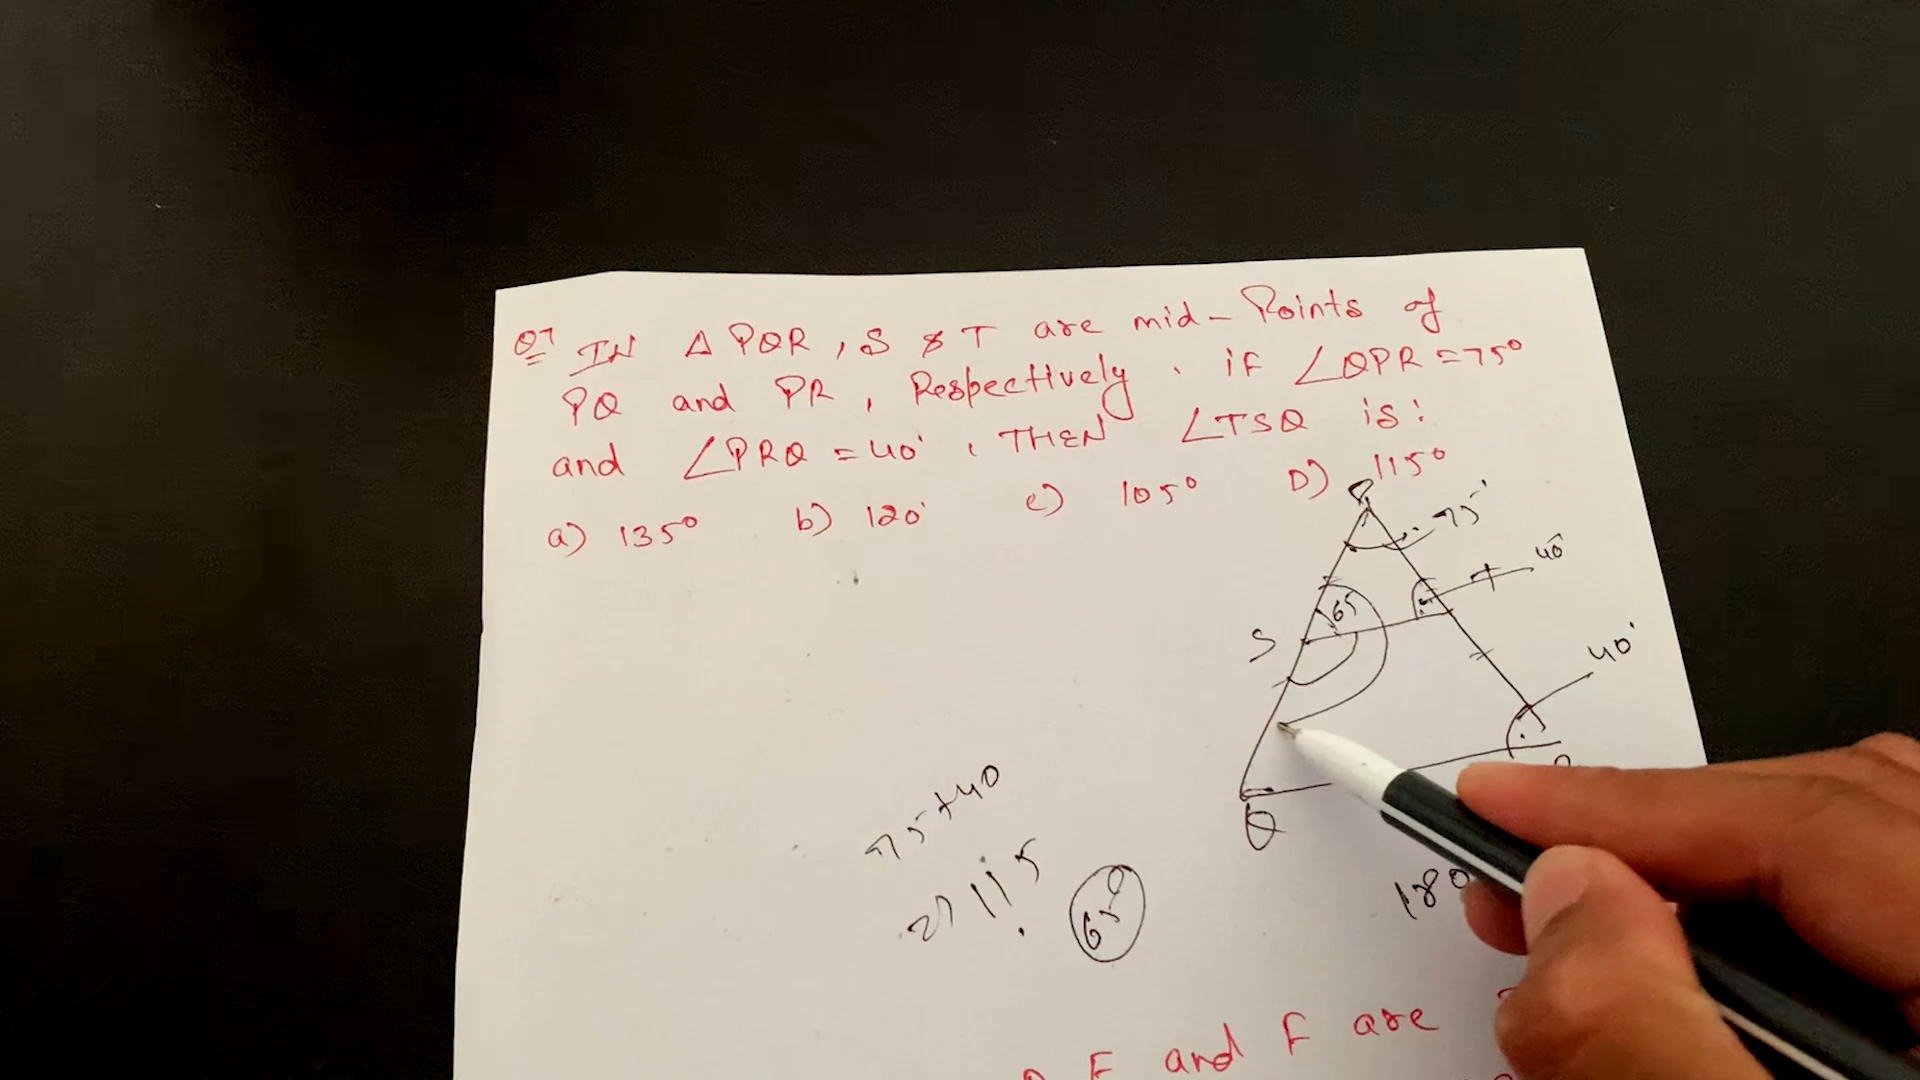 Q7 IN Δ PQR, S & T are mid-Points of
PQ and PR, Respectively. if ∠QPR = 75°
and ∠PRQ = 40°, THEN ∠TSQ is:
a) 135° b) 120° c) 105° D) 115°
P
75°
40°
65
S
40°
Q
75+40
115
65°
180
E and F are